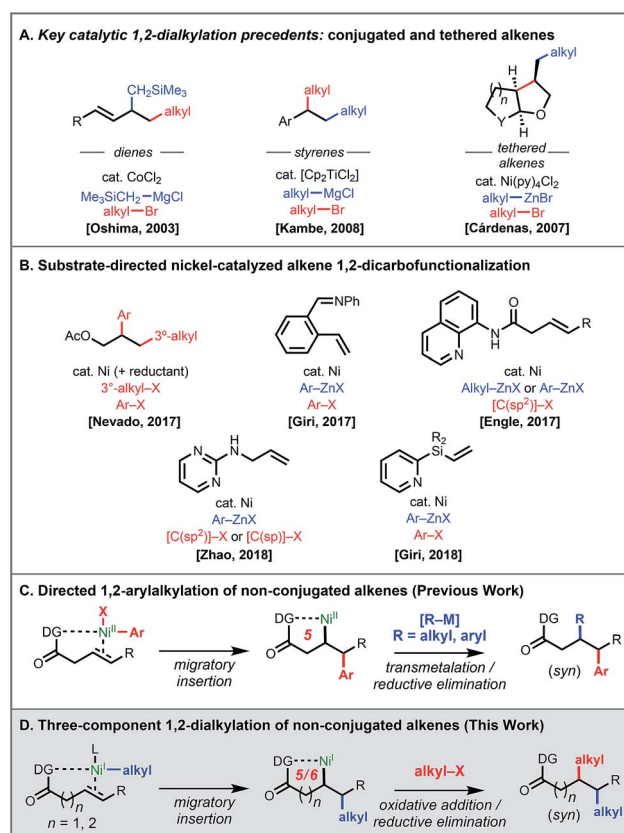 A. Key catalytic 1,2-dialkylation precedents: conjugated and tethered alkenes
CH₂SiMe₃
R
alkyl
dienes
cat. CoCl₂
Me₃SiCH₂–MgCl
alkyl–Br
[Oshima, 2003]
alkyl
Ar
alkyl
styrenes
cat. [Cp₂TiCl₂]
alkyl–MgCl
alkyl–Br
[Kambe, 2008]
alkyl
H
( )n
Y
O
H
tethered
alkenes
cat. Ni(py)₄Cl₂
alkyl–ZnBr
alkyl–Br
[Cárdenas, 2007]
B. Substrate-directed nickel-catalyzed alkene 1,2-dicarbofunctionalization
Ar
AcO
3º-alkyl
cat. Ni (+ reductant)
3°-alkyl–X
Ar–X
[Nevado, 2017]
NPh
cat. Ni
Ar–ZnX
Ar–X
[Giri, 2017]
O
N
N
H
R
cat. Ni
Alkyl–ZnX or Ar–ZnX
[C(sp²)]–X
[Engle, 2017]
H
N
N
N
cat. Ni
Ar–ZnX
[C(sp²)]–X or [C(sp)]–X
[Zhao, 2018]
R₂
Si
N
cat. Ni
Ar–ZnX
Ar–X
[Giri, 2018]
C. Directed 1,2-arylalkylation of non-conjugated alkenes (Previous Work)
X
DG
Niᴵᴵ
Ar
O
R
migratory
insertion
DG
Niᴵᴵ
5
O
R
Ar
[R–M]
R = alkyl, aryl
transmetalation /
reductive elimination
DG
R
O
R
(syn)
Ar
D. Three-component 1,2-dialkylation of non-conjugated alkenes (This Work)
L
DG
Niᴵ
alkyl
O
( )n
R
n = 1, 2
migratory
insertion
DG
Niᴵ
5/6
O
( )n
R
alkyl
alkyl–X
oxidative addition /
reductive elimination
DG
alkyl
O
( )n
R
(syn)
alkyl